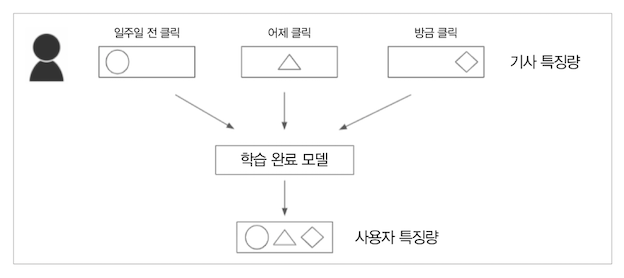 일주일 전 클릭
어제 클릭
방금 클릭
기사 특징량
학습 완료 모델
사용자 특징량